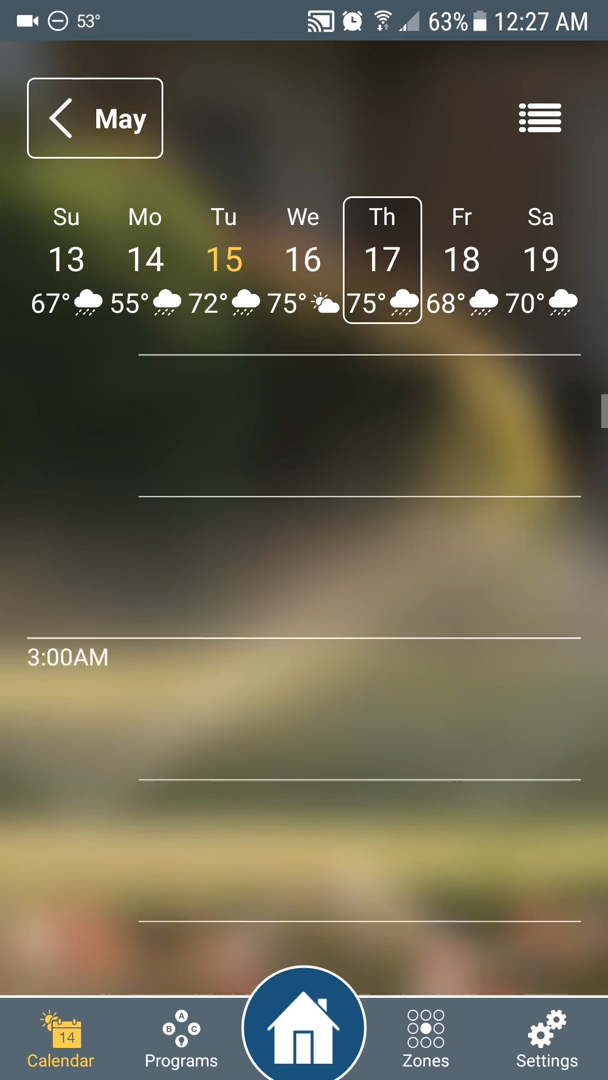 53° 63% 12:27 AM
May
Su Mo Tu We Th Fr Sa
13 14 15 16 17 18 19
67° 55° 72° 75° 75° 68° 70°
3:00AM
14 A B C
Calendar Programs Zones Settings